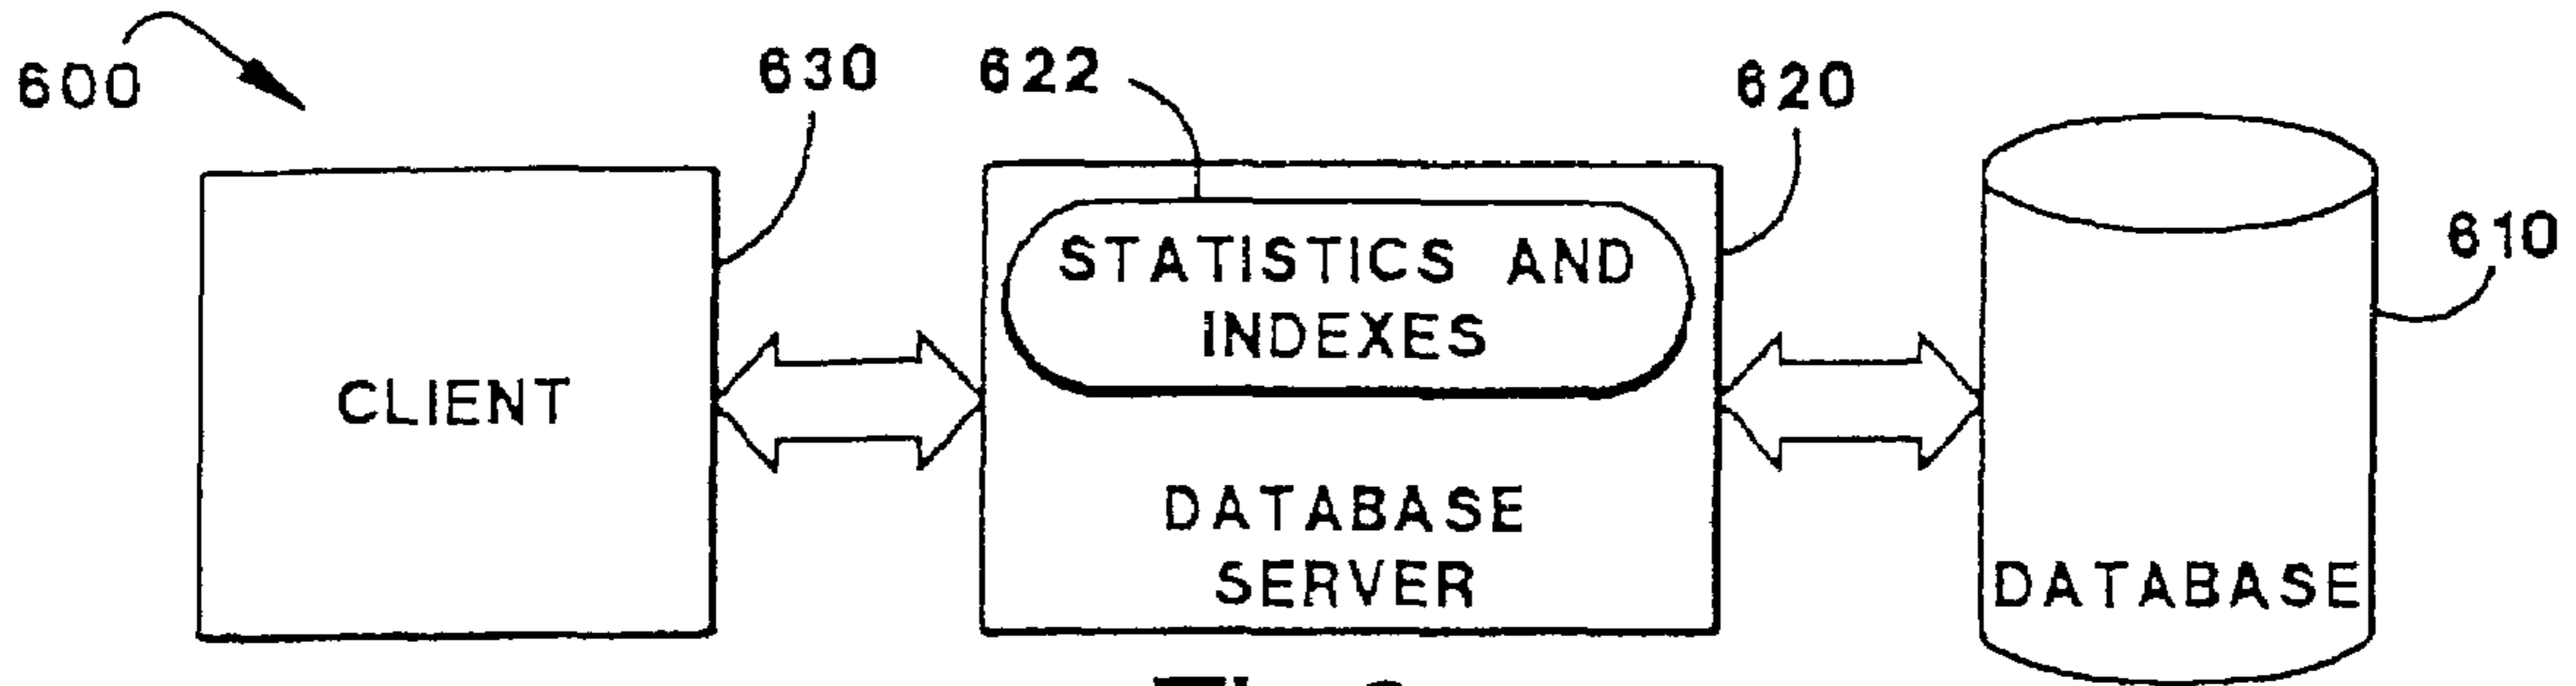 600
630
622
620
610
CLIENT
STATISTICS AND
INDEXES
DATABASE
SERVER
DATABASE